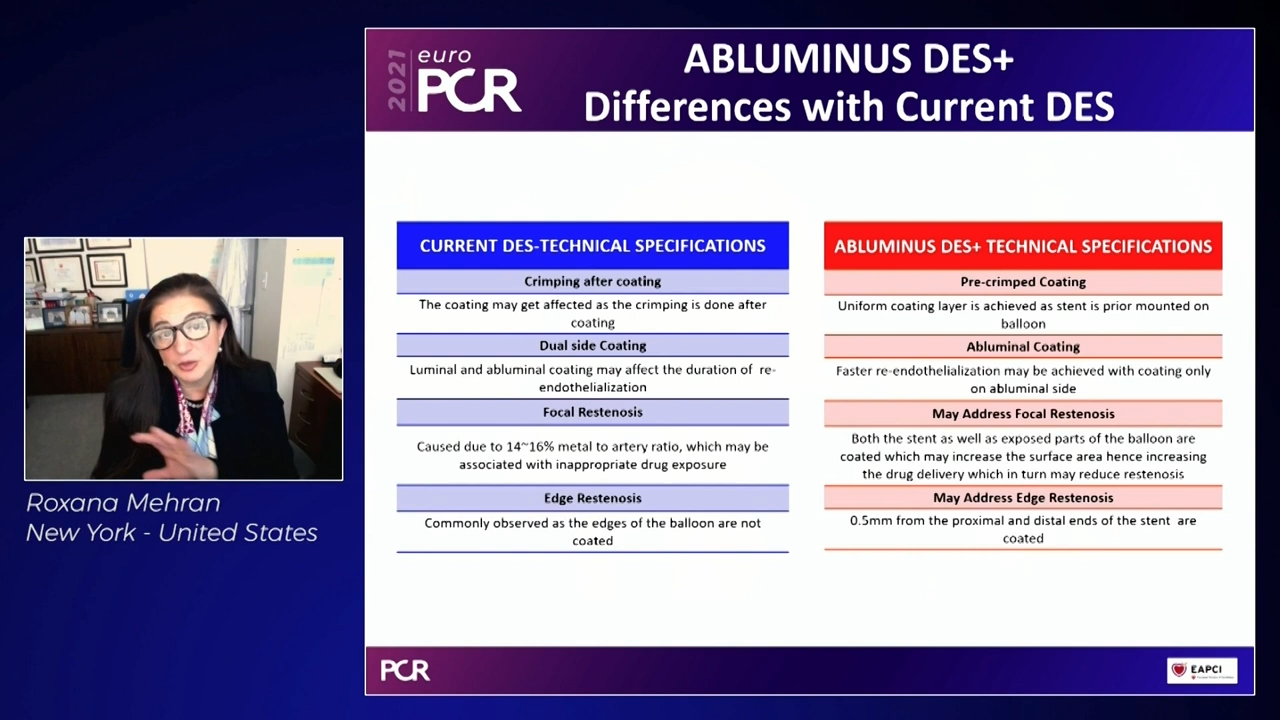 2021
euro
PCR
ABLUMINUS DES+
Differences with Current DES
CURRENT DES-TECHNICAL SPECIFICATIONS
Crimping after coating
The coating may get affected as the crimping is done after
coating
Dual side Coating
Luminal and abluminal coating may affect the duration of re-
endothelialization
Focal Restenosis
Caused due to 14~16% metal to artery ratio, which may be
associated with inappropriate drug exposure
Edge Restenosis
Commonly observed as the edges of the balloon are not
coated
ABLUMINUS DES+ TECHNICAL SPECIFICATIONS
Pre-crimped Coating
Uniform coating layer is achieved as stent is prior mounted on
balloon
Abluminal Coating
Faster re-endothelialization may be achieved with coating only
on abluminal side
May Address Focal Restenosis
Both the stent as well as exposed parts of the balloon are
coated which may increase the surface area hence increasing
the drug delivery which in turn may reduce restenosis
May Address Edge Restenosis
0.5mm from the proximal and distal ends of the stent are
coated
Roxana Mehran
New York - United States
PCR
EAPCI